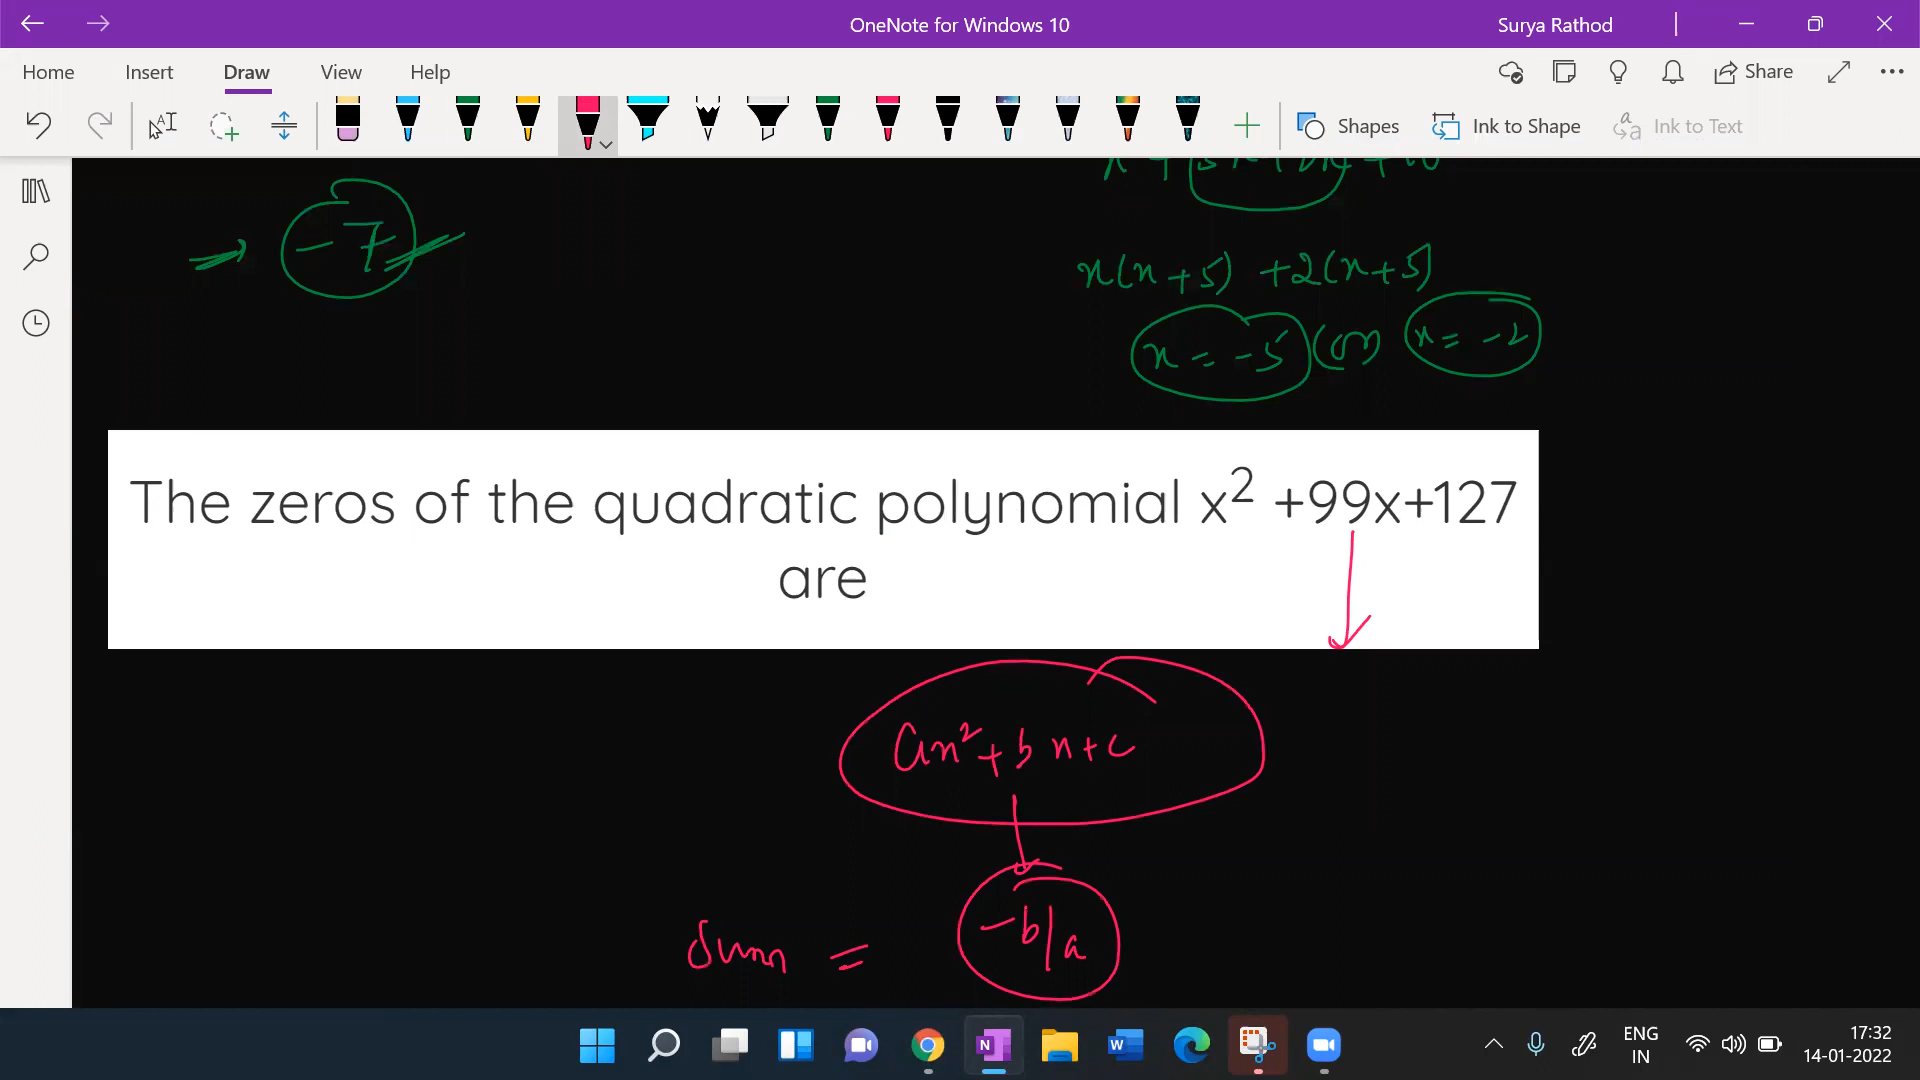 OneNote for Windows 10
Surya Rathod
Home Insert Draw View Help
Share
Shapes Ink to Shape Ink to Text
-7
x(x+5) +2(x+5)
x = -5 (or) x = -2
The zeros of the quadratic polynomial x² +99x+127
are
ax²+bx+c
Sum = -b/a
ENG
IN
17:32
14-01-2022